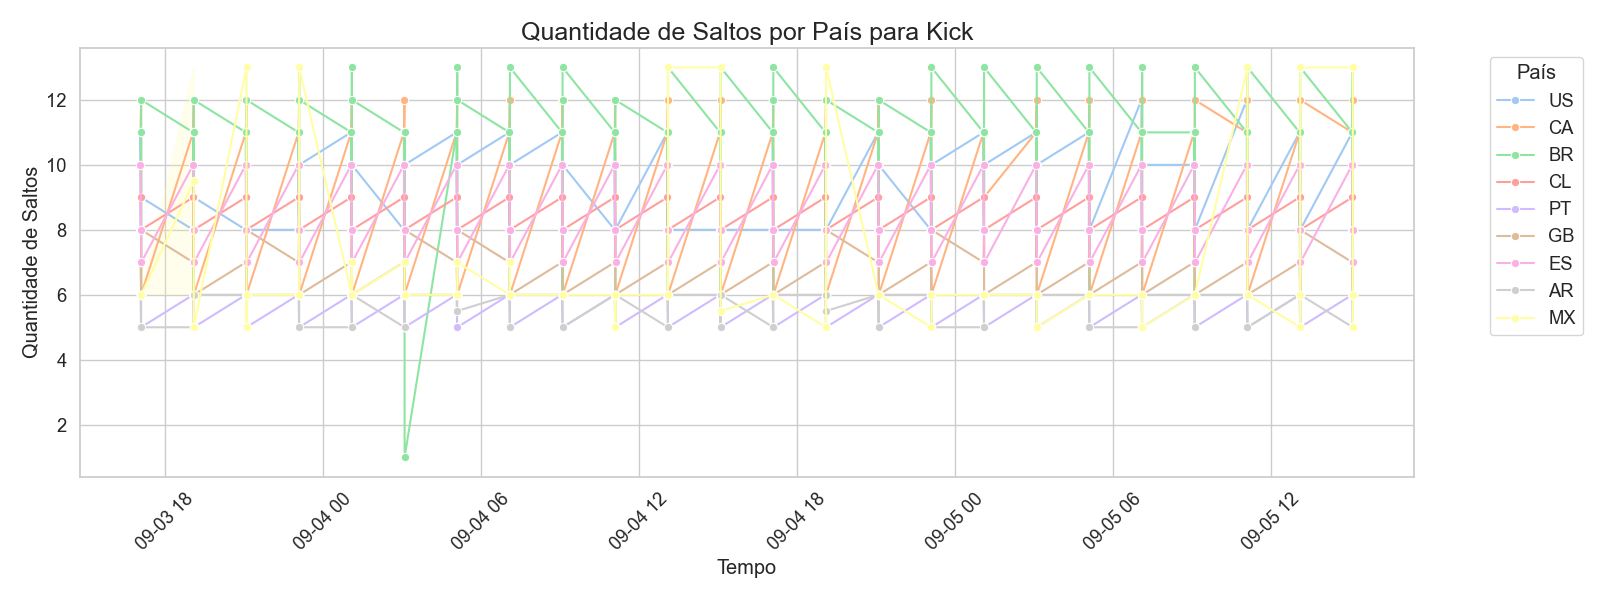 Quantidade de Saltos por País para Kick
Quantidade de Saltos
12
10
8
6
4
2
09-03 18
09-04 00
09-04 06
09-04 12
09-04 18
09-05 00
09-05 06
09-05 12
Tempo
País
US
CA
BR
CL
PT
GB
ES
AR
MX